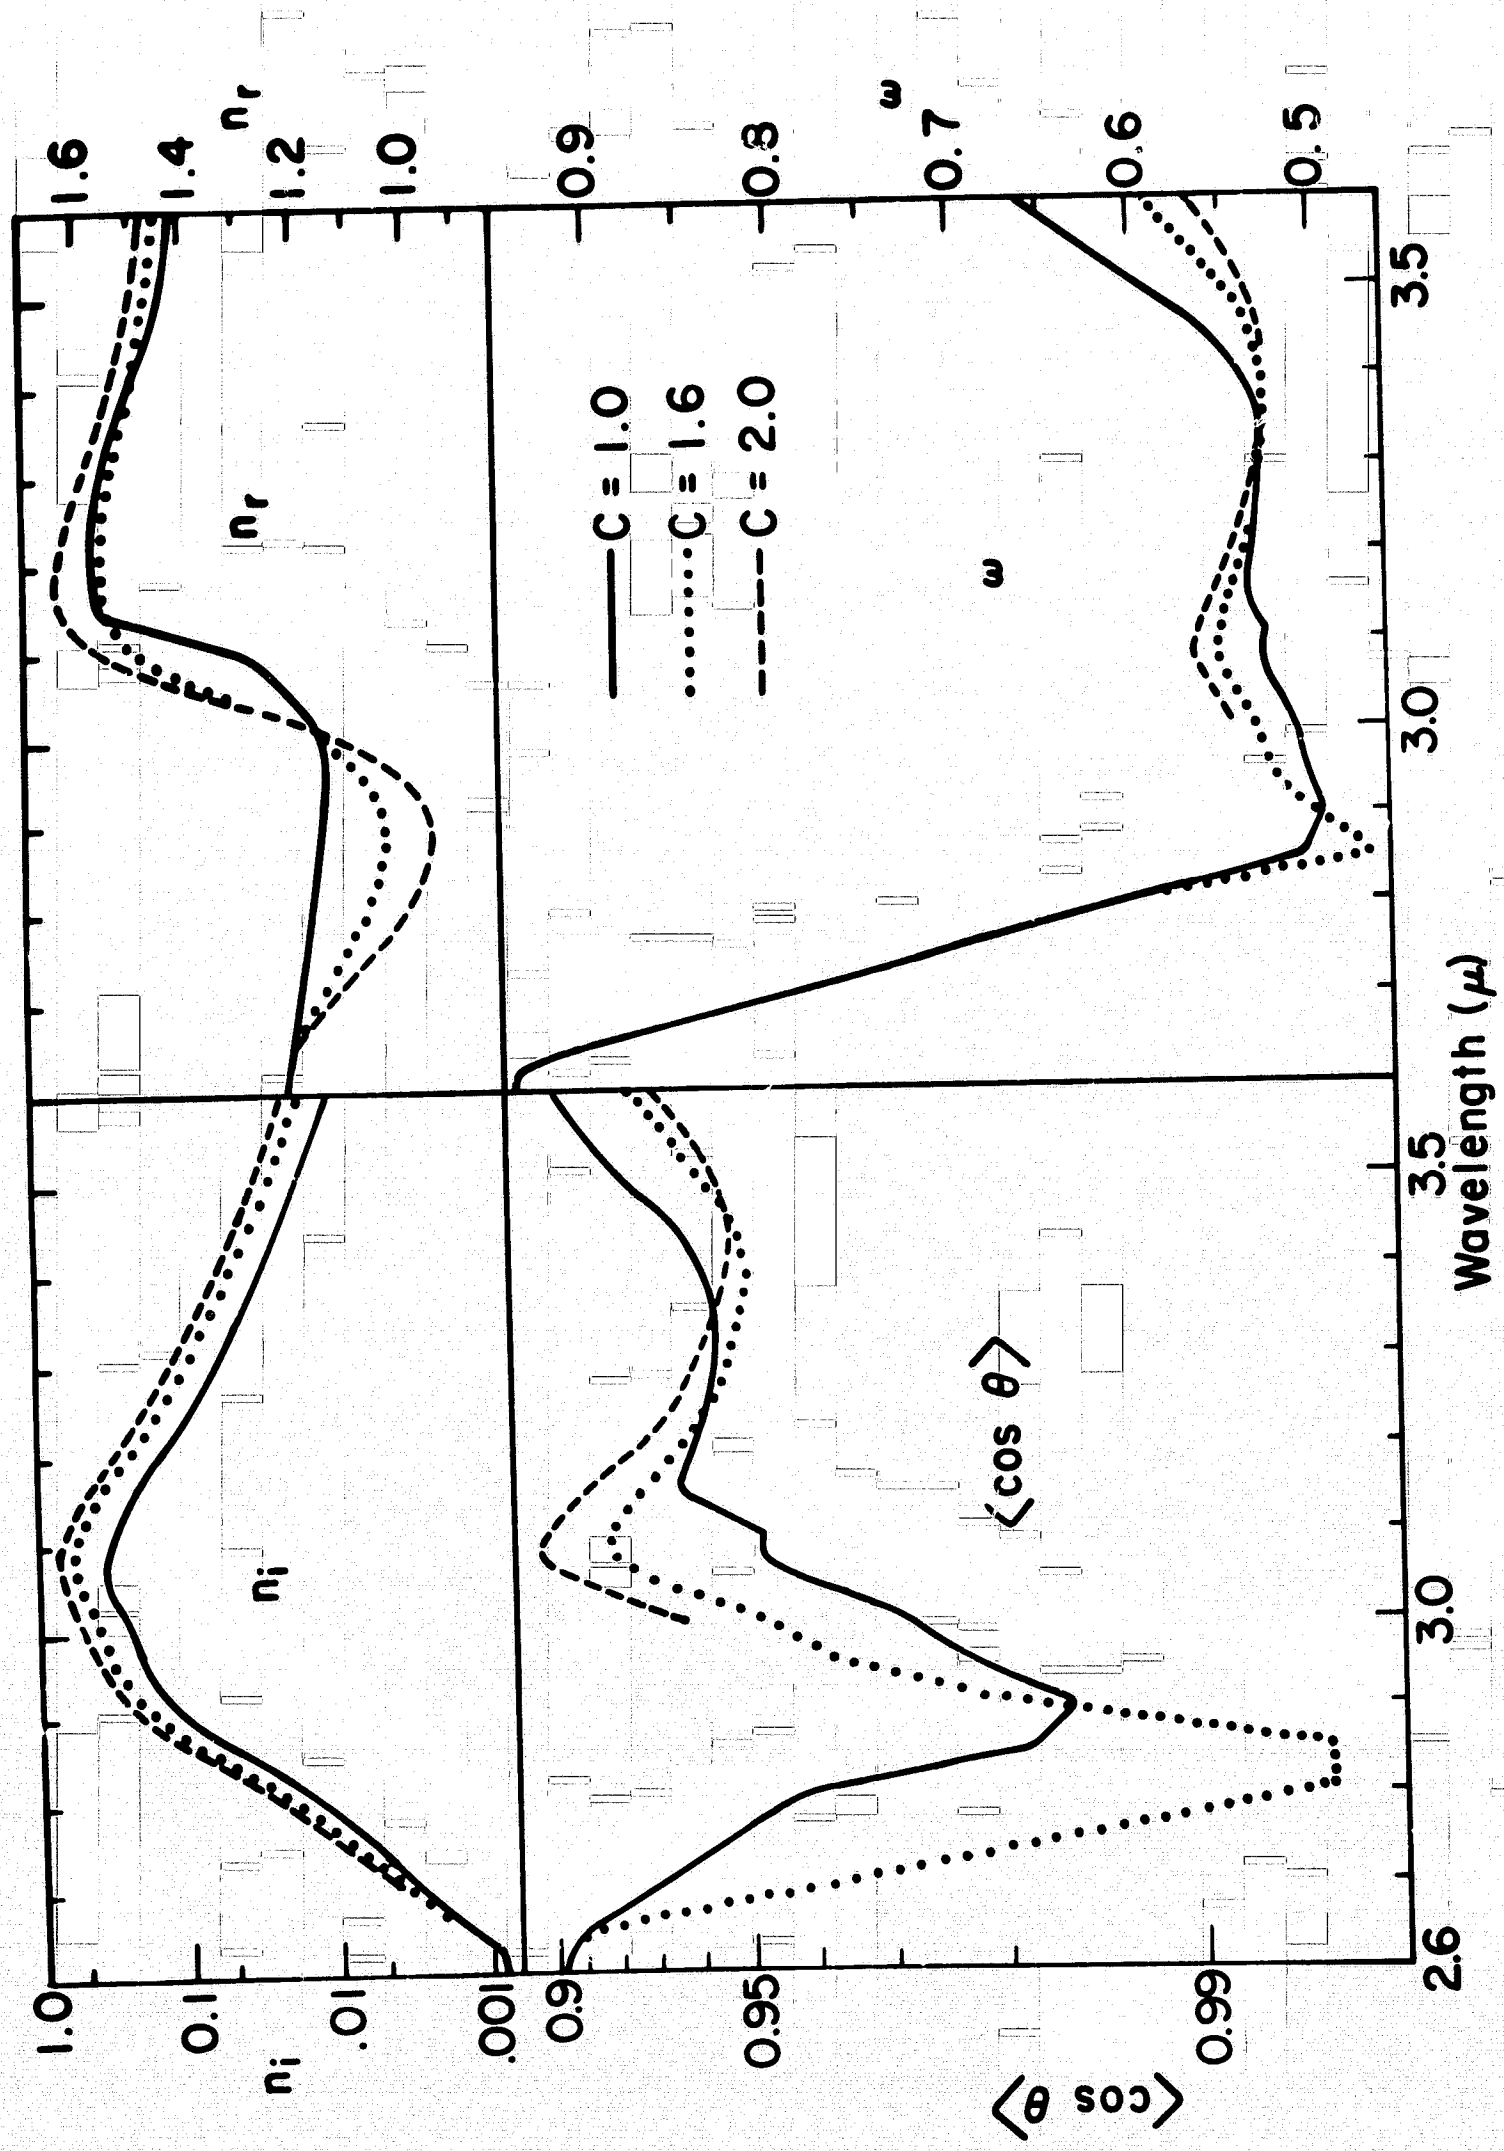 1.0
0.1
.01
.001
n_i
n_i
1.6
1.4
1.2
1.0
n_r
n_r
0.9
0.95
0.99
<cos θ>
<cos θ>
0.9
0.8
0.7
0.6
0.5
ω
ω
C = 1.0
C = 1.6
C = 2.0
2.6
3.0
3.5
3.0
3.5
Wavelength (μ)